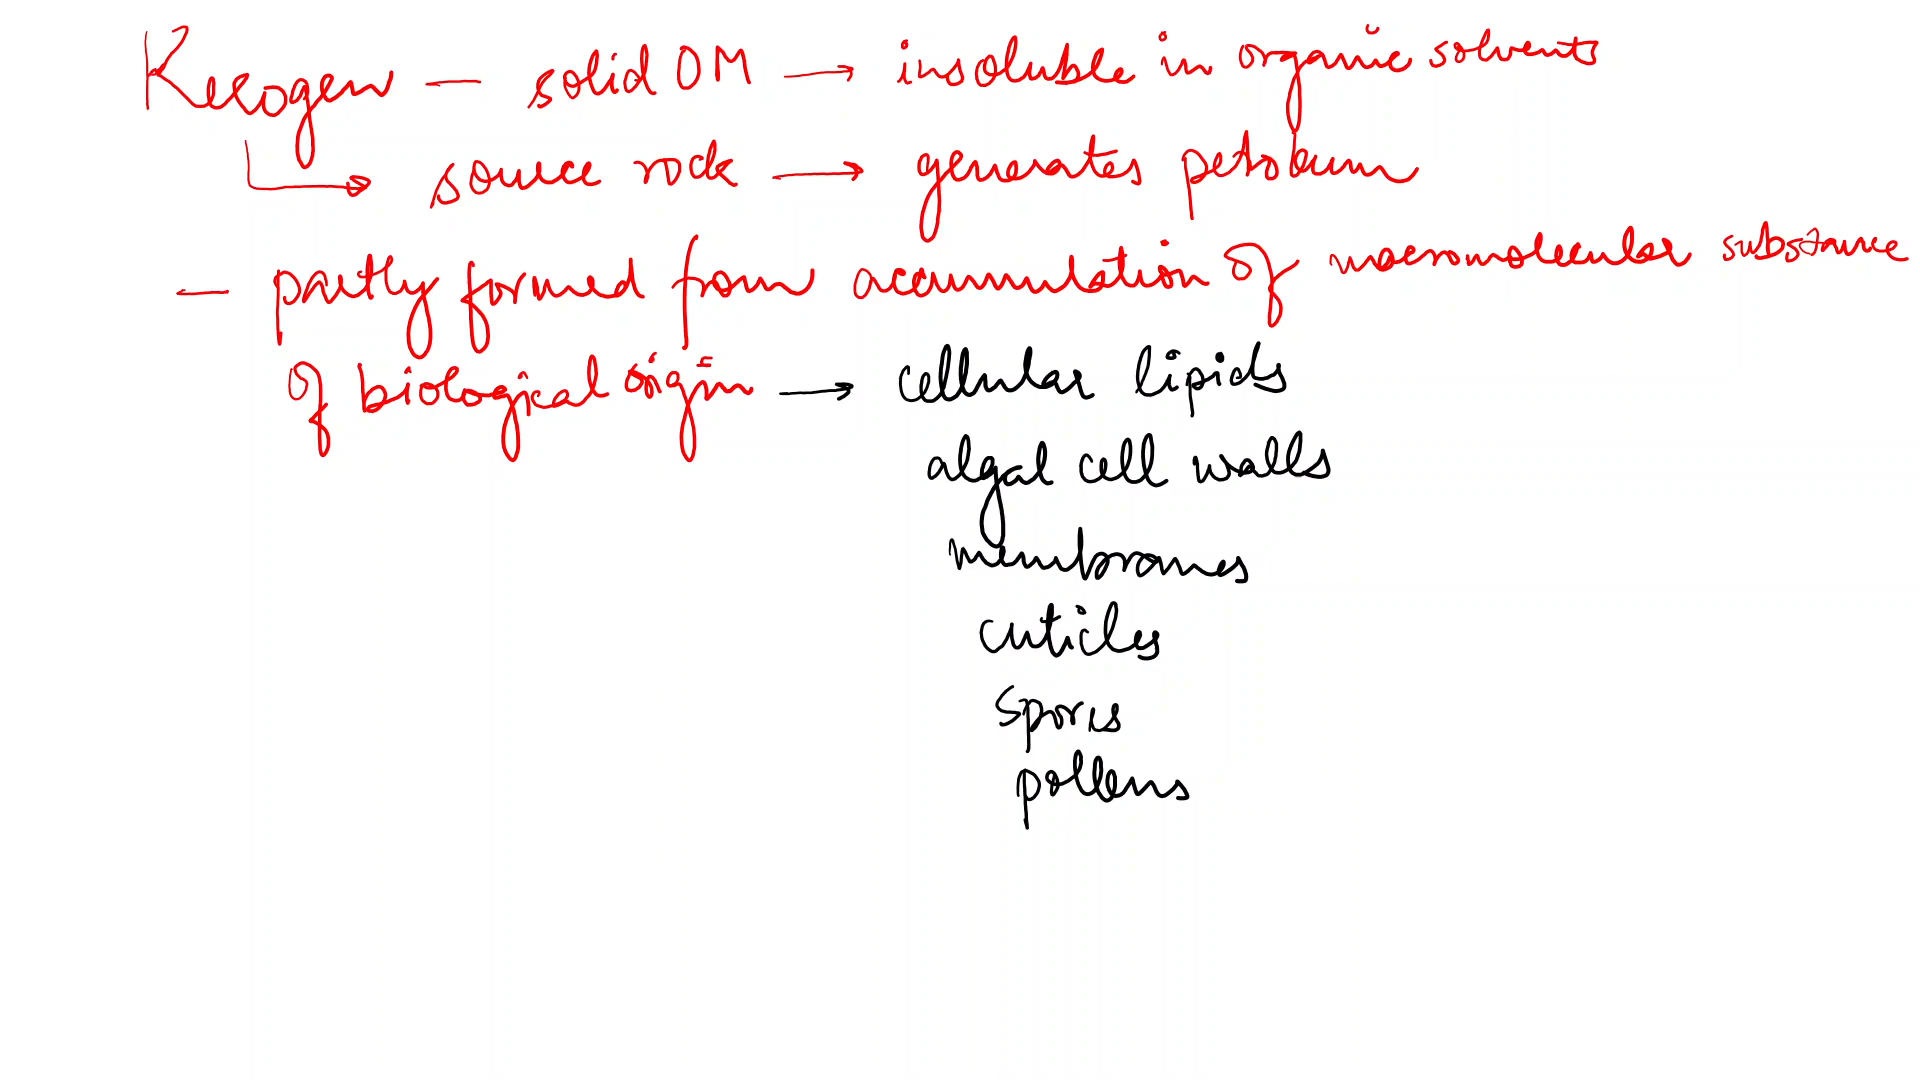 Kerogen — solid OM → insoluble in organic solvents
↳ source rock → generates petroleum
— partly formed from accumulation of macromolecular substance
of biological origin → cellular lipids
algal cell walls
membranes
cuticles
spores
pollens